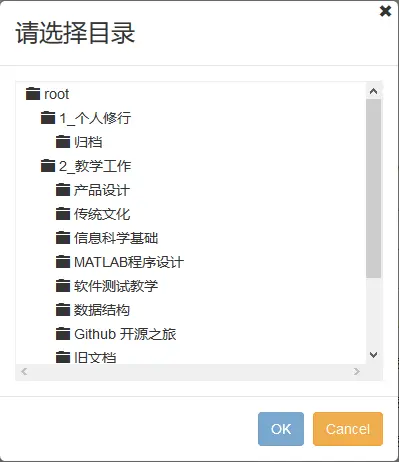 请选择目录
root
1_个人修行
归档
2_教学工作
产品设计
传统文化
信息科学基础
MATLAB程序设计
软件测试教学
数据结构
Github 开源之旅
旧文档
OK
Cancel